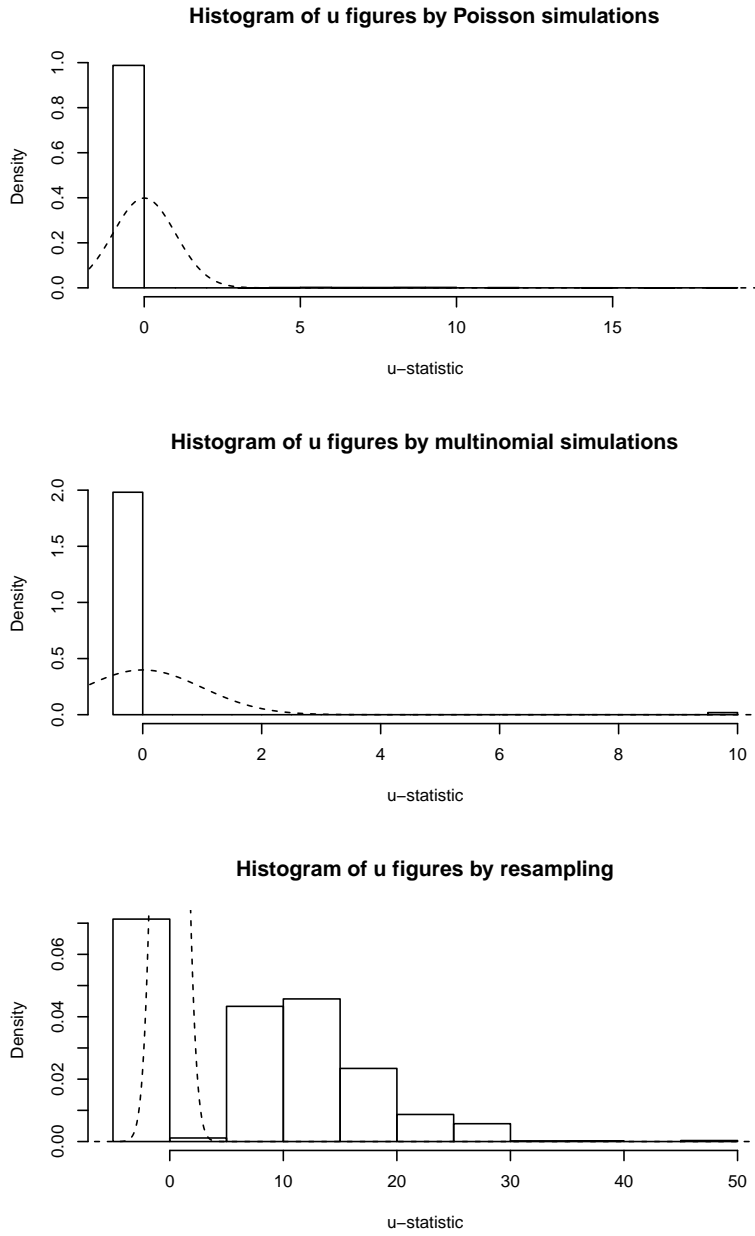 Histogram of u figures by Poisson simulations
Density
0.0 0.2 0.4 0.6 0.8 1.0
0 5 10 15
u−statistic
Histogram of u figures by multinomial simulations
Density
0.0 0.5 1.0 1.5 2.0
0 2 4 6 8 10
u−statistic
Histogram of u figures by resampling
Density
0.00 0.02 0.04 0.06
0 10 20 30 40 50
u−statistic